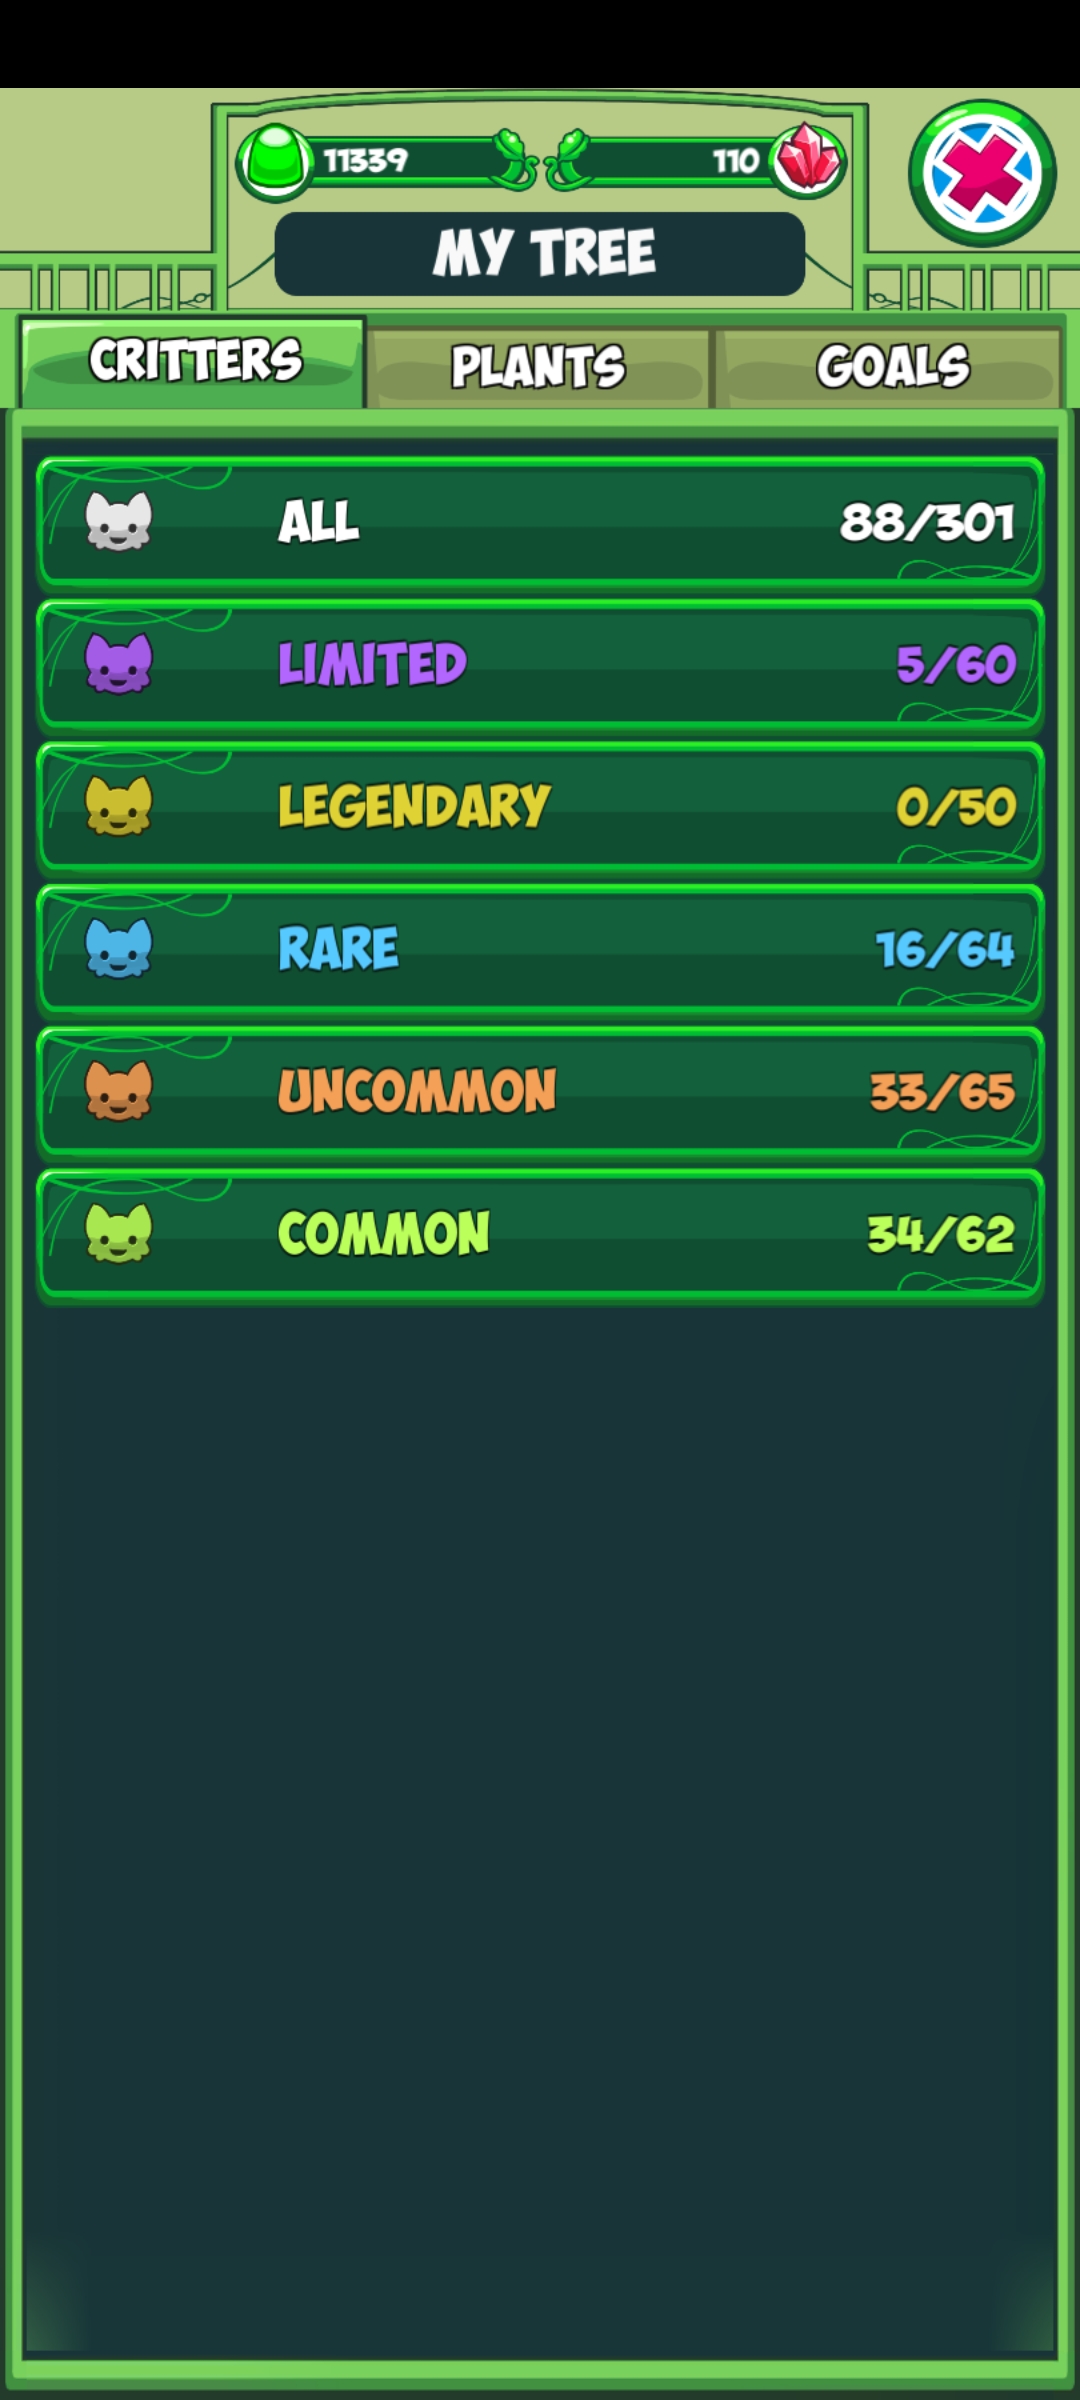 11339 110
MY TREE
CRITTERS PLANTS GOALS
ALL 88/301
LIMITED 5/60
LEGENDARY 0/50
RARE 16/64
UNCOMMON 33/65
COMMON 34/62